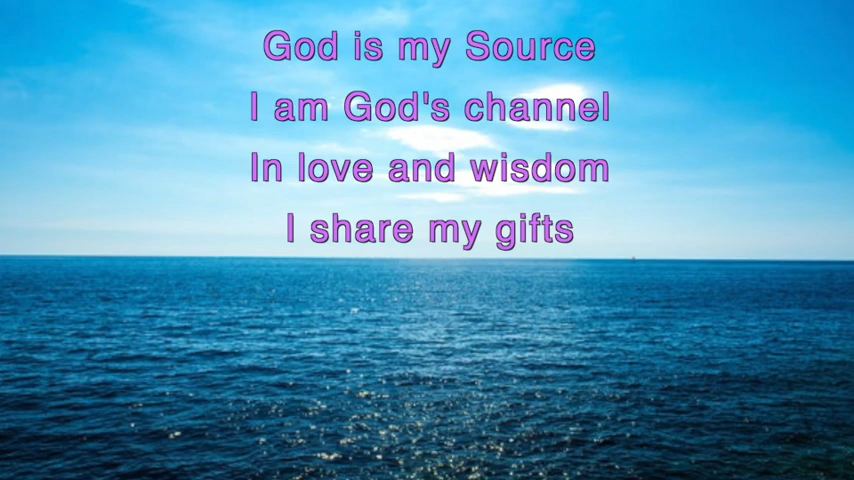 God is my Source
I am God's channel
In love and wisdom
I share my gifts